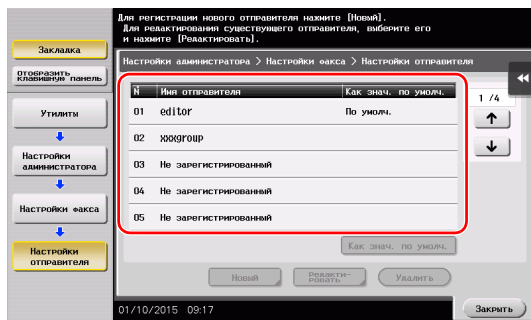 Для регистрации нового отправителя нажмите [Новый].
Для редактирования существующего отправителя, выберите его
и нажмите [Редактировать].
Закладка
Отобразить
клавишную панель
Настройки администратора > Настройки факса > Настройки отправителя
N Имя отправителя Как знач. по умолч.
01 editor По умолч.
02 xxxgroup
03 Не зарегистрированный
04 Не зарегистрированный
05 Не зарегистрированный
1 /4
Утилиты
Настройки
администратора
Настройки факса
Настройки
отправителя
Как знач. по умолч.
Новый
Редакти-
ровать
Удалить
01/10/2015 09:17
Закрыть